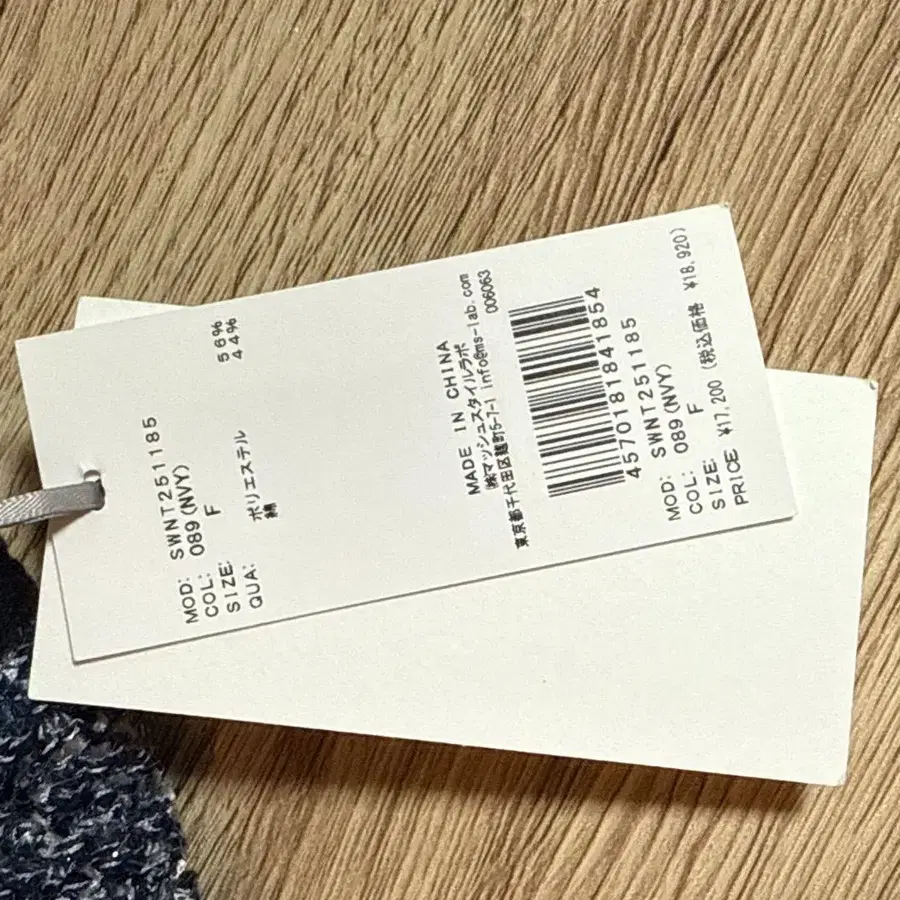 MOD: SWNT251185
COL: 089(NVY)
SIZE: F
QUA: ポリエステル 56%
綿 44%
MADE IN CHINA
㈱マッシュスタイルラボ
東京都千代田区麹町5-7-1 info@ms-lab.com
006063
4570181841854
MOD: SWNT251185
COL: 089(NVY)
SIZE: F
PRICE ¥17,200 (税込価格 ¥18,920)